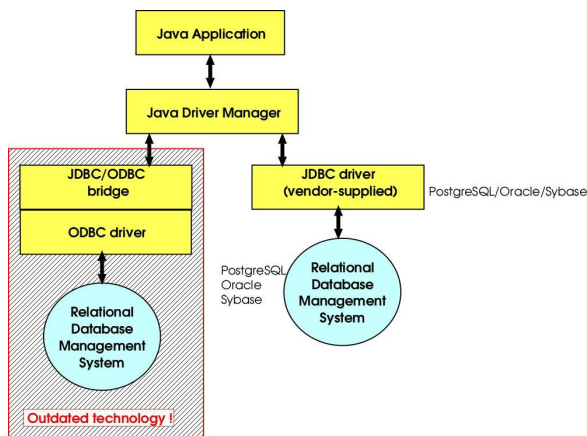 Java Application
Java Driver Manager
JDBC/ODBC
bridge
ODBC driver
Relational
Database
Management
System
Outdated technology !
JDBC driver
(vendor-supplied)
PostgreSQL/Oracle/Sybase
PostgreSQL
Oracle
Sybase
Relational
Database
Management
System